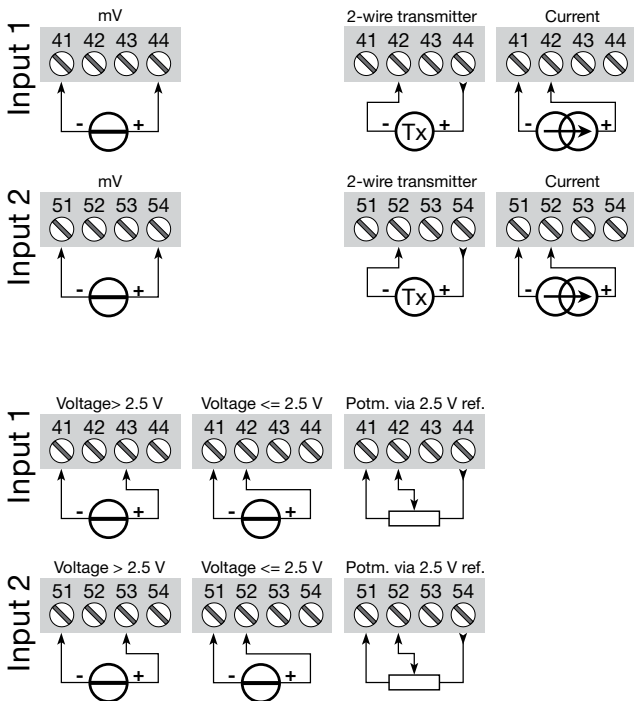 mV 2-wire transmitter Current
Input 1
41 42 43 44 41 42 43 44 41 42 43 44
- + - Tx + - +
mV 2-wire transmitter Current
Input 2
51 52 53 54 51 52 53 54 51 52 53 54
- + - Tx + - +
Voltage> 2.5 V Voltage <= 2.5 V Potm. via 2.5 V ref.
Input 1
41 42 43 44 41 42 43 44 41 42 43 44
- + - +
Voltage > 2.5 V Voltage <= 2.5 V Potm. via 2.5 V ref.
Input 2
51 52 53 54 51 52 53 54 51 52 53 54
- + - +